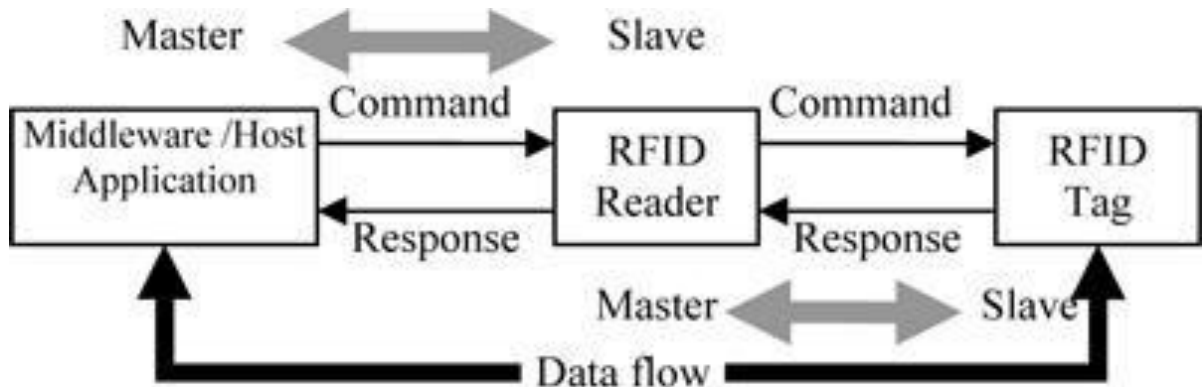 Master Slave
Command Command
Middleware /Host
Application
RFID
Reader
RFID
Tag
Response Response
Master Slave
Data flow